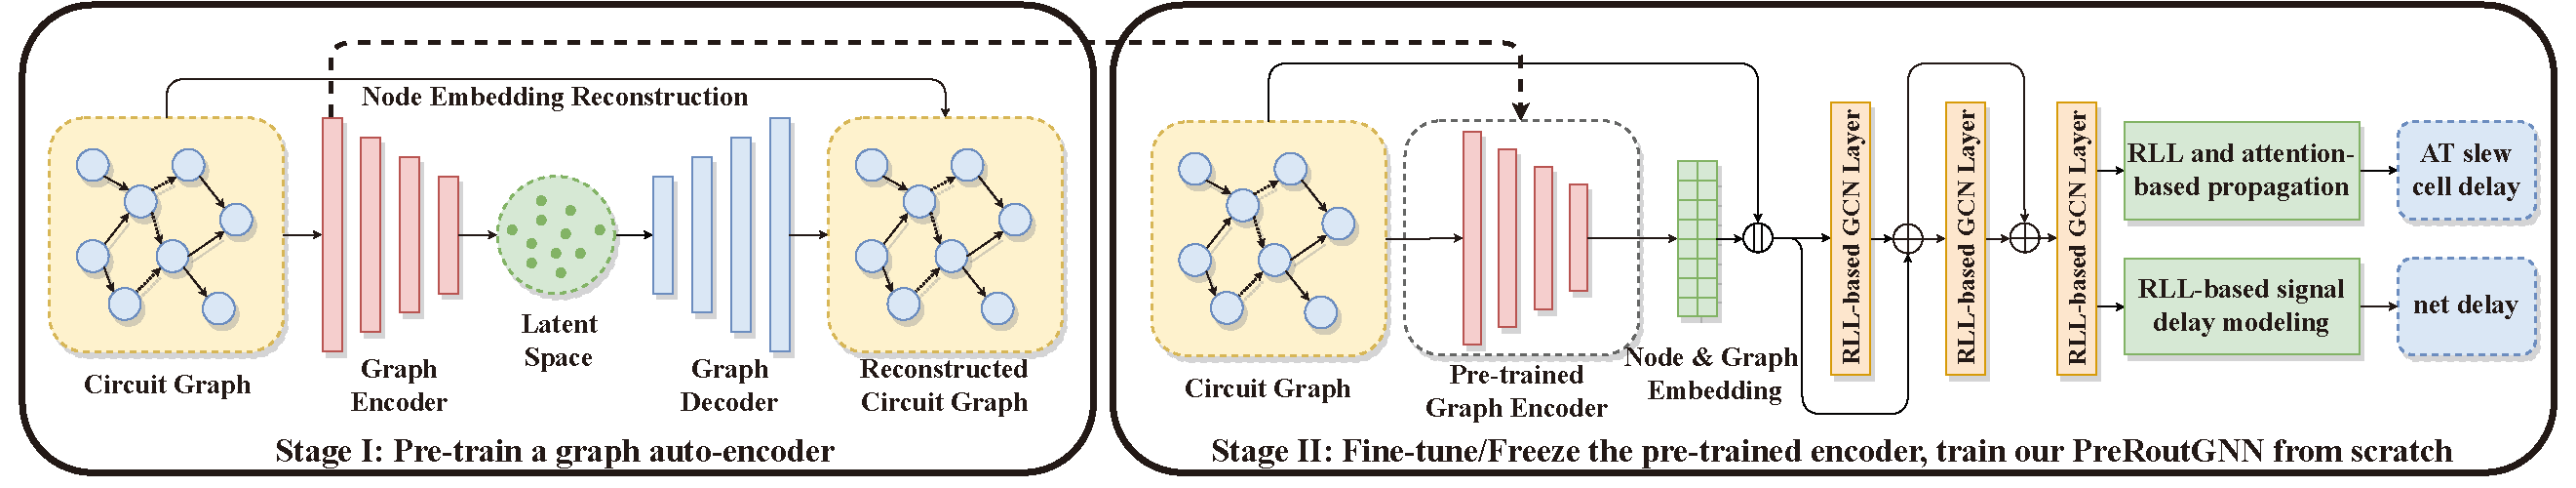 Node Embedding Reconstruction
Circuit Graph
Graph
Encoder
Latent
Space
Graph
Decoder
Reconstructed
Circuit Graph
Stage I: Pre-train a graph auto-encoder
Circuit Graph
Pre-trained
Graph Encoder
Node & Graph
Embedding
RLL-based GCN Layer
RLL-based GCN Layer
RLL-based GCN Layer
RLL and attention-
based propagation
AT slew
cell delay
RLL-based signal
delay modeling
net delay
Stage II: Fine-tune/Freeze the pre-trained encoder, train our PreRoutGNN from scratch